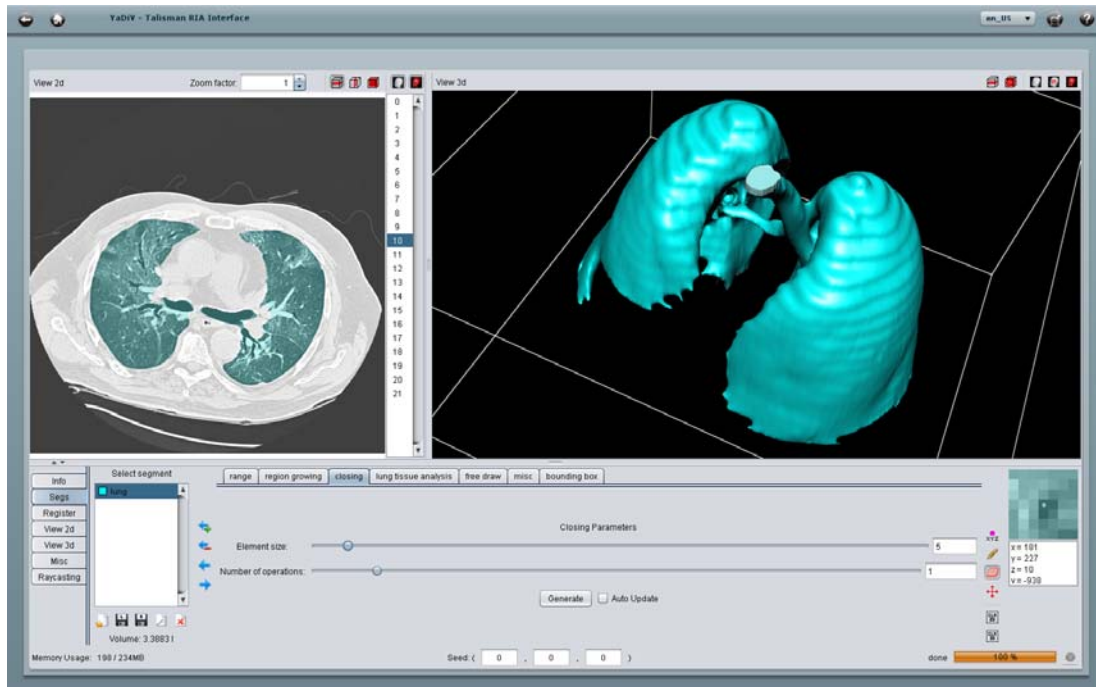 YaDiV - Talisman RIA Interface
en_US
View 2d
Zoom factor:
1
View 3d
0
1
2
3
4
5
6
7
8
9
10
11
12
13
14
15
16
17
18
19
20
21
Info
Segs
Register
View 2d
View 3d
Misc
Raycasting
Select segment
lung
Volume: 3.3883 l
range
region growing
closing
lung tissue analysis
free draw
misc
bounding box
Closing Parameters
Element size:
5
Number of operations:
1
Generate
Auto Update
XYZ
x = 181
y = 227
z = 10
v = -938
Memory Usage: 198 / 234MB
Seed: ( 0 , 0 , 0 )
done
100 %